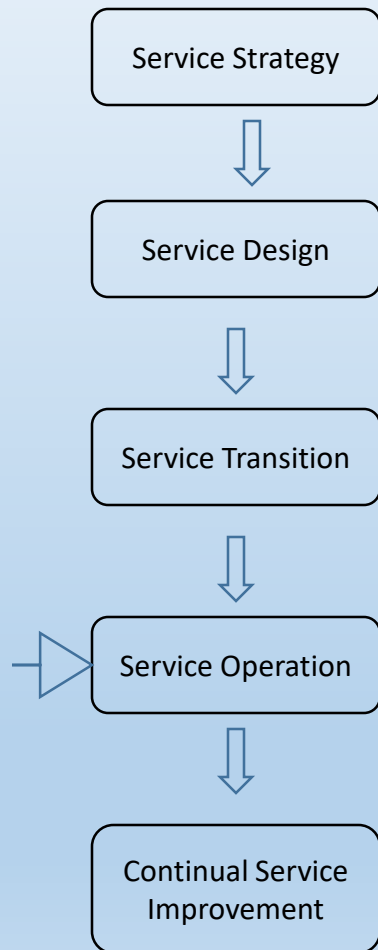 Service Strategy
Service Design
Service Transition
Service Operation
Continual Service
Improvement